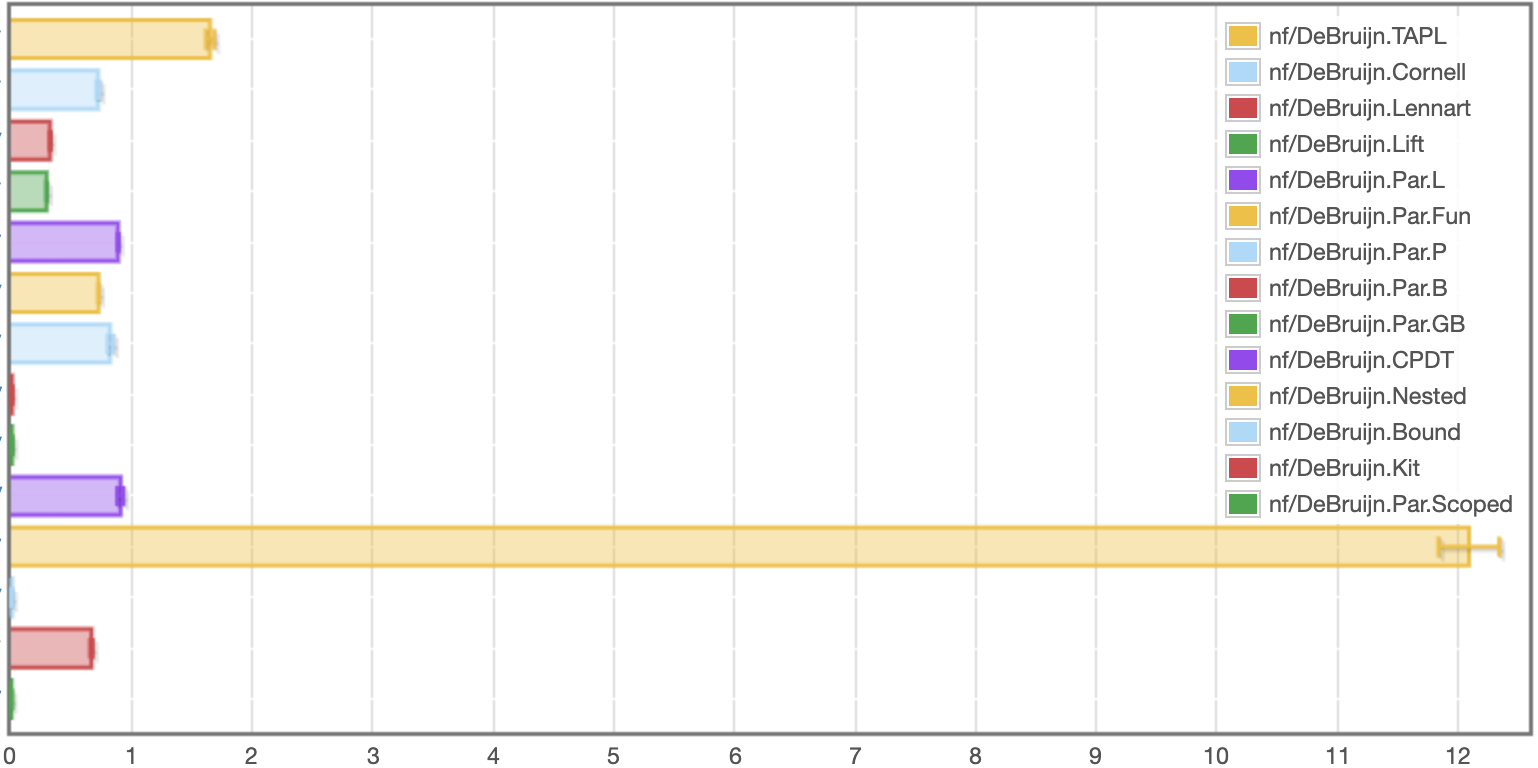 nf/DeBruijn.TAPL
nf/DeBruijn.Cornell
nf/DeBruijn.Lennart
nf/DeBruijn.Lift
nf/DeBruijn.Par.L
nf/DeBruijn.Par.Fun
nf/DeBruijn.Par.P
nf/DeBruijn.Par.B
nf/DeBruijn.Par.GB
nf/DeBruijn.CPDT
nf/DeBruijn.Nested
nf/DeBruijn.Bound
nf/DeBruijn.Kit
nf/DeBruijn.Par.Scoped
0 1 2 3 4 5 6 7 8 9 10 11 12